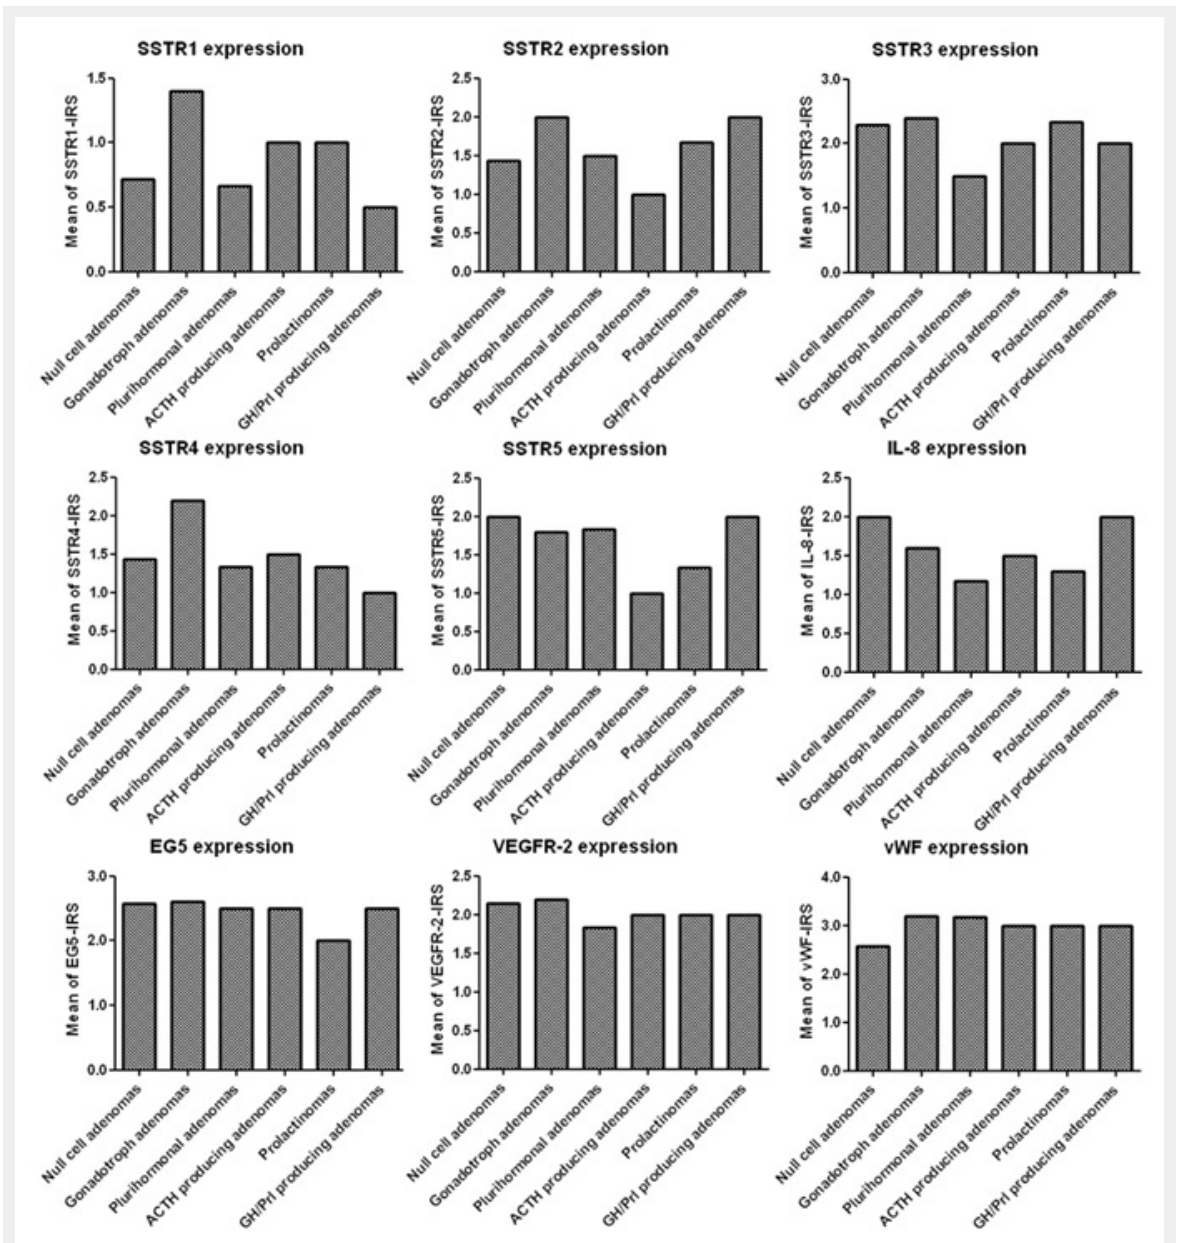 SSTR1 expression
Mean of SSTR1-IRS
1.5
1.0
0.5
0.0
Null cell adenomas
Gonadotroph adenomas
Plurihormonal adenomas
ACTH producing adenomas
Prolactinomas
GH/Prl producing adenomas
SSTR2 expression
Mean of SSTR2-IRS
2.5
2.0
1.5
1.0
0.5
0.0
Null cell adenomas
Gonadotroph adenomas
Plurihormonal adenomas
ACTH producing adenomas
Prolactinomas
GH/Prl producing adenomas
SSTR3 expression
Mean of SSTR3-IRS
3.0
2.0
1.0
0.0
Null cell adenomas
Gonadotroph adenomas
Plurihormonal adenomas
ACTH producing adenomas
Prolactinomas
GH/Prl producing adenomas
SSTR4 expression
Mean of SSTR4-IRS
2.5
2.0
1.5
1.0
0.5
0.0
Null cell adenomas
Gonadotroph adenomas
Plurihormonal adenomas
ACTH producing adenomas
Prolactinomas
GH/Prl producing adenomas
SSTR5 expression
Mean of SSTR5-IRS
2.5
2.0
1.5
1.0
0.5
0.0
Null cell adenomas
Gonadotroph adenomas
Plurihormonal adenomas
ACTH producing adenomas
Prolactinomas
GH/Prl producing adenomas
IL-8 expression
Mean of IL-8-IRS
2.5
2.0
1.5
1.0
0.5
0.0
Null cell adenomas
Gonadotroph adenomas
Plurihormonal adenomas
ACTH producing adenomas
Prolactinomas
GH/Prl producing adenomas
EG5 expression
Mean of EG5-IRS
3.0
2.0
1.0
0.0
Null cell adenomas
Gonadotroph adenomas
Plurihormonal adenomas
ACTH producing adenomas
Prolactinomas
GH/Prl producing adenomas
VEGFR-2 expression
Mean of VEGFR-2-IRS
2.5
2.0
1.5
1.0
0.5
0.0
Null cell adenomas
Gonadotroph adenomas
Plurihormonal adenomas
ACTH producing adenomas
Prolactinomas
GH/Prl producing adenomas
vWF expression
Mean of vWF-IRS
4.0
3.0
2.0
1.0
0.0
Null cell adenomas
Gonadotroph adenomas
Plurihormonal adenomas
ACTH producing adenomas
Prolactinomas
GH/Prl producing adenomas